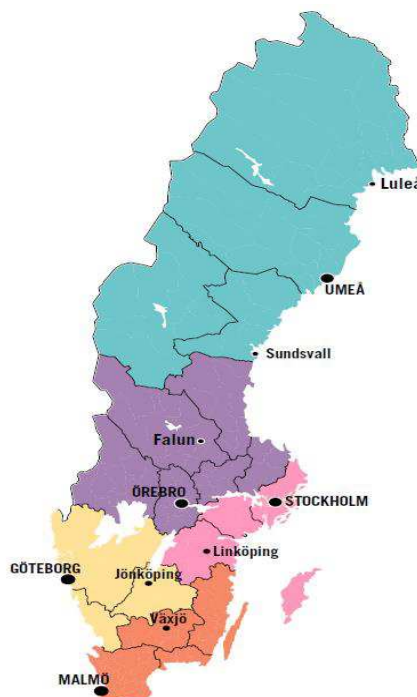 Luleå
UMEÅ
Sundsvall
Falun
ÖREBRO
STOCKHOLM
Linköping
GÖTEBORG
Jönköping
Växjö
MALMÖ